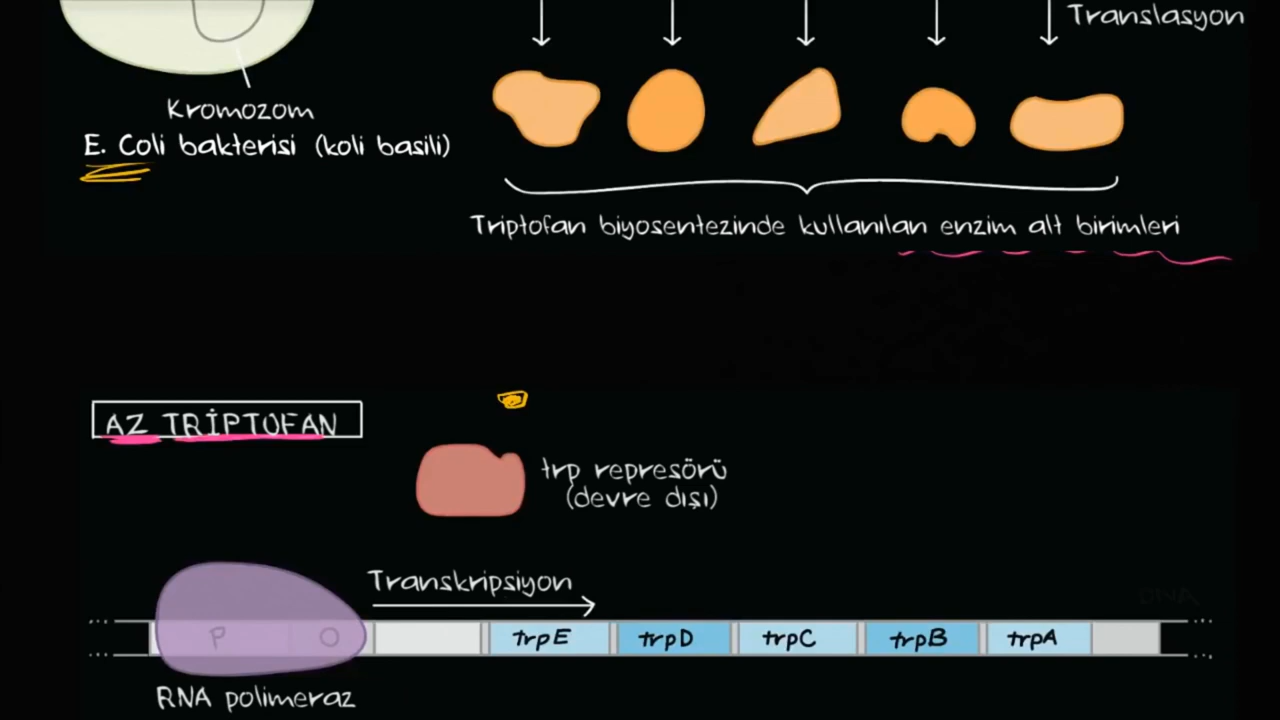 Translasyon
Kromozom
E. Coli bakterisi (koli basili)
Triptofan biyosentezinde kullanılan enzim alt birimleri
AZ TRİPTOFAN
trp represörü
(devre dışı)
Transkripsiyon
DNA
P O trpE trpD trpC trpB trpA
RNA polimeraz